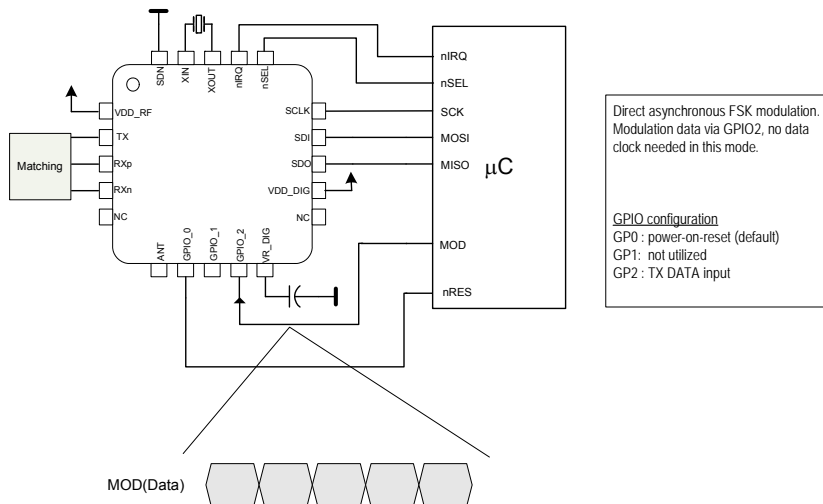 SDN
XIN
XOUT
nIRQ
nSEL
VDD_RF
TX
RXp
RXn
NC
SCLK
SDI
SDO
VDD_DIG
NC
ANT
GPIO_0
GPIO_1
GPIO_2
VR_DIG
Matching
nIRQ
nSEL
SCK
MOSI
MISO
μC
MOD
nRES
Direct asynchronous FSK modulation.
Modulation data via GPIO2, no data
clock needed in this mode.
GPIO configuration
GP0 : power-on-reset (default)
GP1: not utilized
GP2 : TX DATA input
MOD(Data)